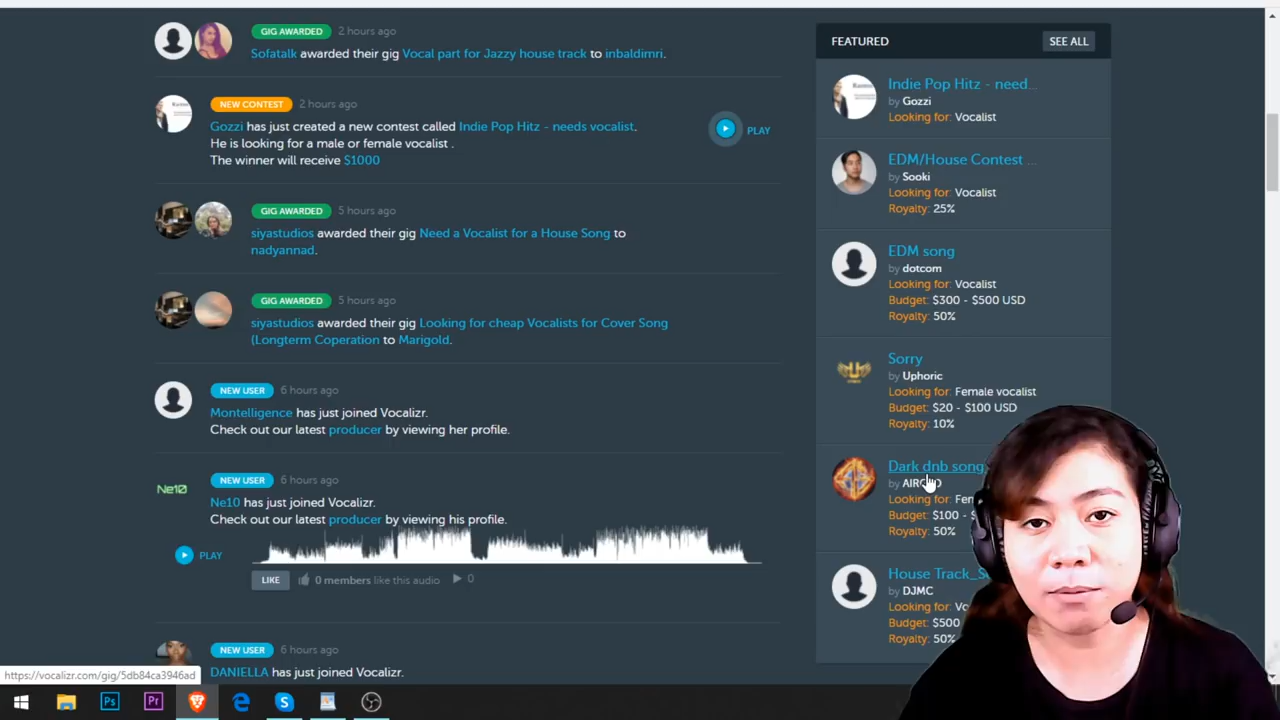 GIG AWARDED 2 hours ago
Sofatalk awarded their gig Vocal part for Jazzy house track to inbaldimri.
NEW CONTEST 2 hours ago
Gozzi has just created a new contest called Indie Pop Hitz - needs vocalist.
He is looking for a male or female vocalist .
The winner will receive $1000
PLAY
GIG AWARDED 5 hours ago
siyastudios awarded their gig Need a Vocalist for a House Song to
nadyannad.
GIG AWARDED 5 hours ago
siyastudios awarded their gig Looking for cheap Vocalists for Cover Song
(Longterm Coperation to Marigold.
NEW USER 6 hours ago
Montelligence has just joined Vocalizr.
Check out our latest producer by viewing her profile.
Ne10
NEW USER 6 hours ago
Ne10 has just joined Vocalizr.
Check out our latest producer by viewing his profile.
PLAY
LIKE 0 members like this audio 0
NEW USER 6 hours ago
DANIELLA has just joined Vocalizr.
https://vocalizr.com/gig/5db84ca3946ad
FEATURED SEE ALL
Indie Pop Hitz - need...
by Gozzi
Looking for: Vocalist
EDM/House Contest ...
by Sooki
Looking for: Vocalist
Royalty: 25%
EDM song
by dotcom
Looking for: Vocalist
Budget: $300 - $500 USD
Royalty: 50%
Sorry
by Uphoric
Looking for: Female vocalist
Budget: $20 - $100 USD
Royalty: 10%
Dark dnb song
by
Looking for:
Budget: $100 -
Royalty: 50%
House
by DJMC
Looking for:
Budget: $500
Royalty: 50%
Ps
Pr